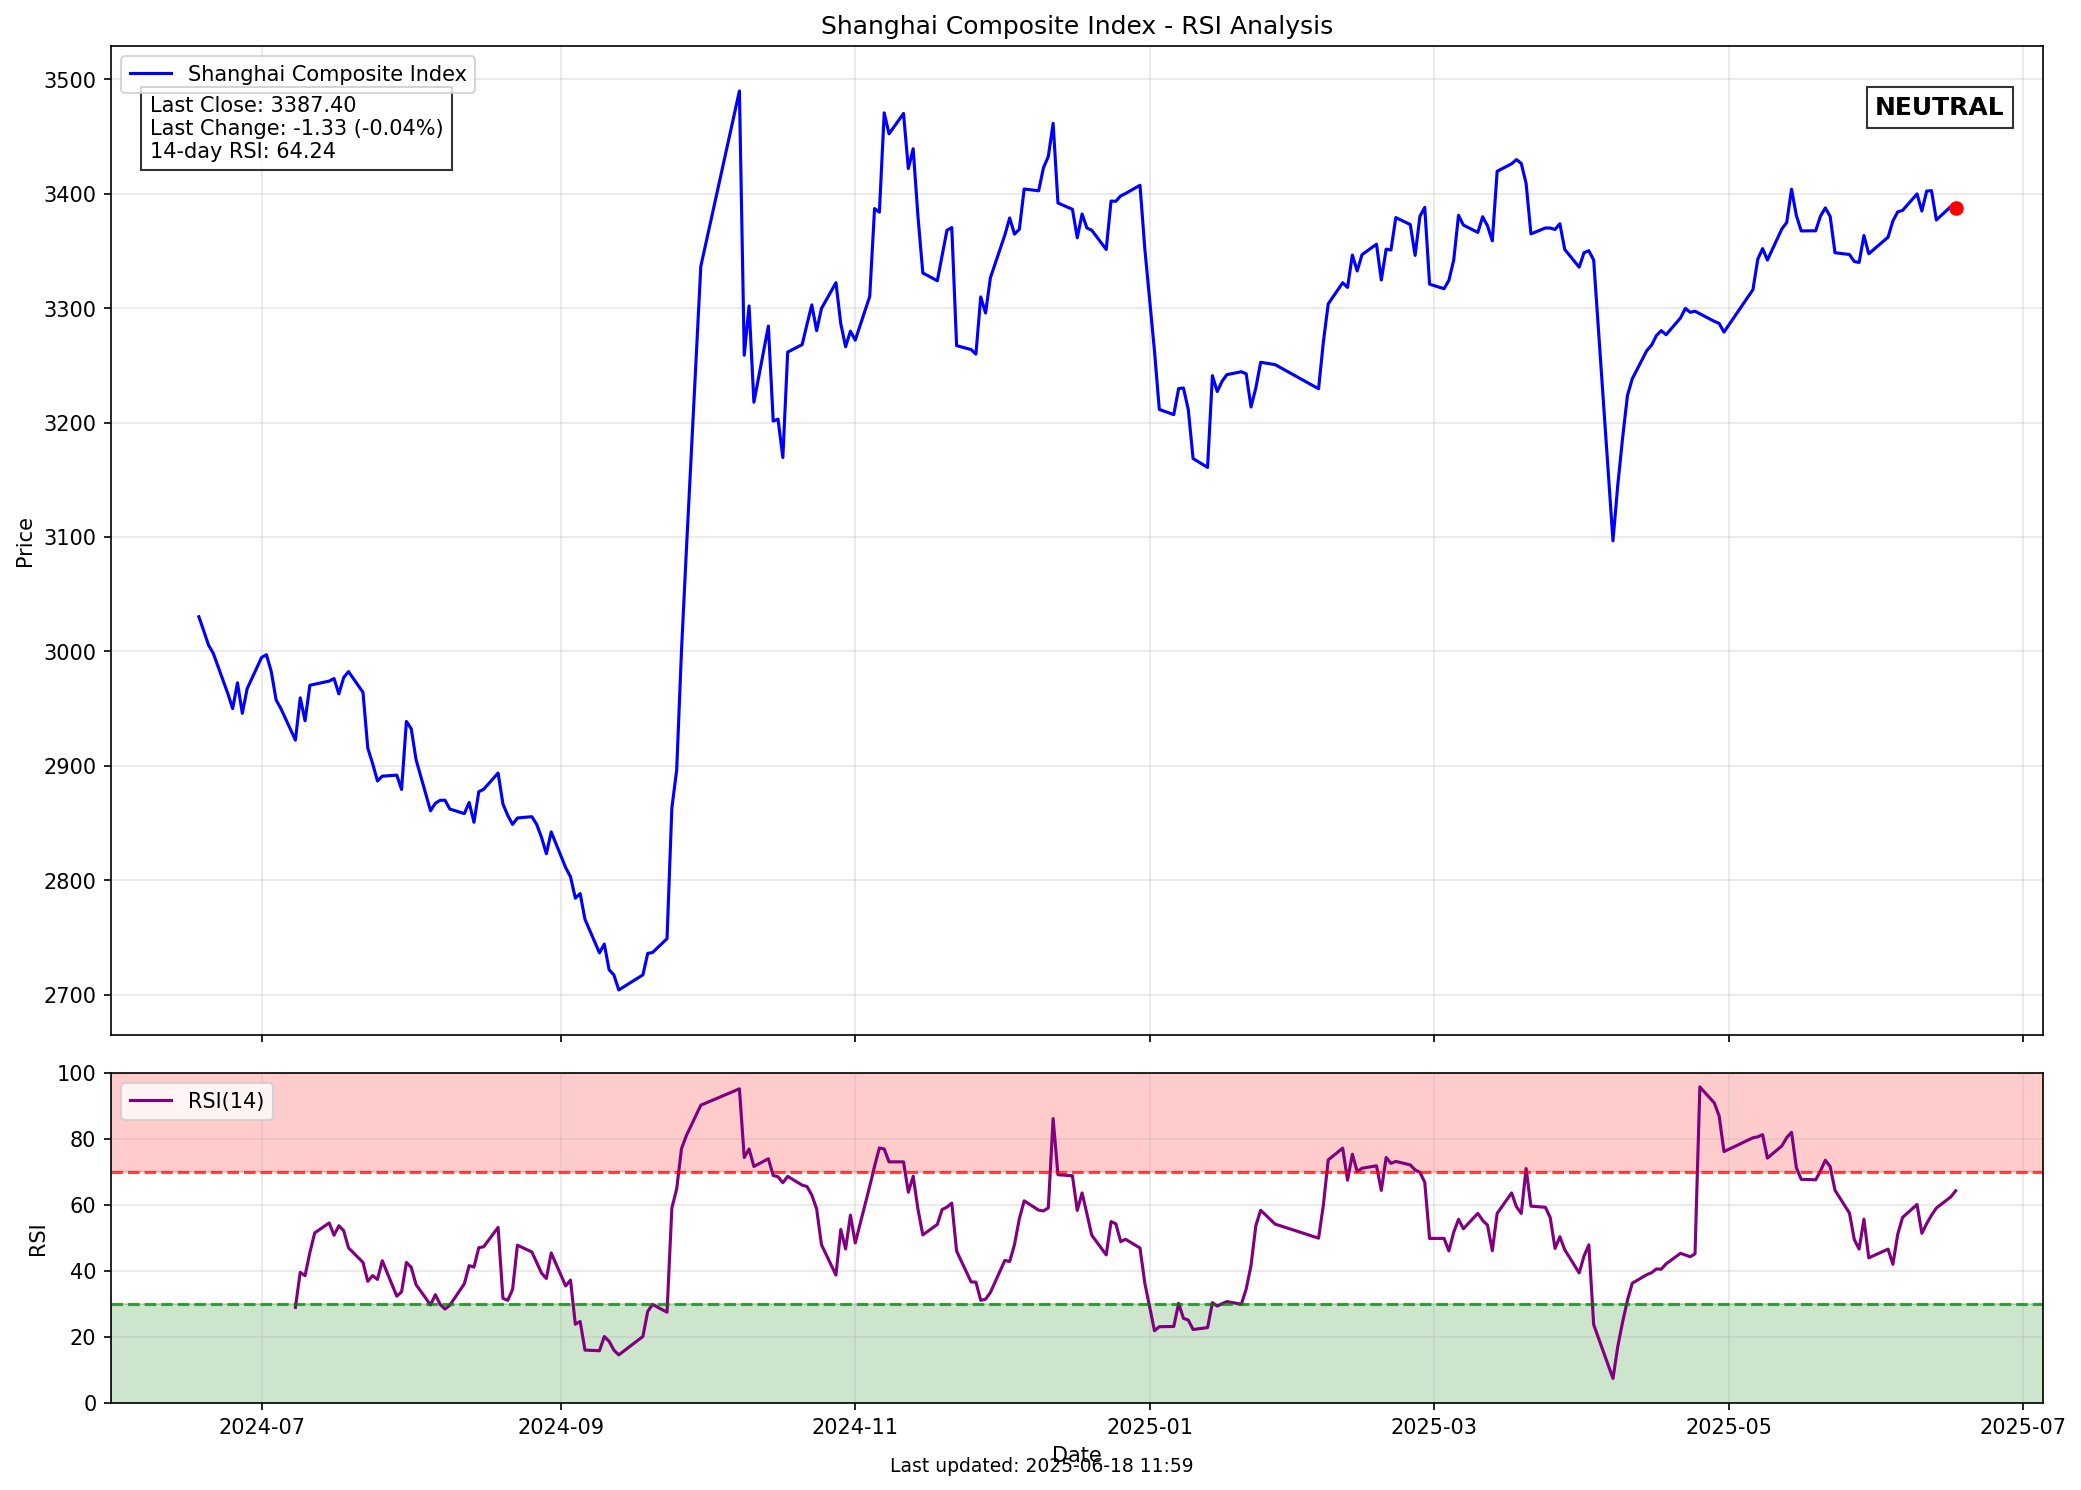 Shanghai Composite Index - RSI Analysis
Shanghai Composite Index
Last Close: 3387.40
Last Change: -1.33 (-0.04%)
14-day RSI: 64.24
NEUTRAL
3500
3400
3300
3200
3100
3000
2900
2800
2700
Price
RSI(14)
100
80
60
40
20
0
RSI
2024-07
2024-09
2024-11
2025-01
2025-03
2025-05
2025-07
Date
Last updated: 2025-06-18 11:59